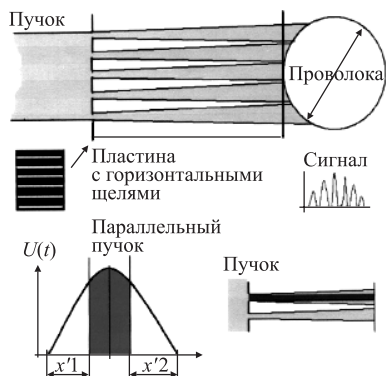 Пучок
Проволока
Пластина
с горизонтальными
щелями
Сигнал
Параллельный
пучок
U(t)
Пучок
x'1
x'2